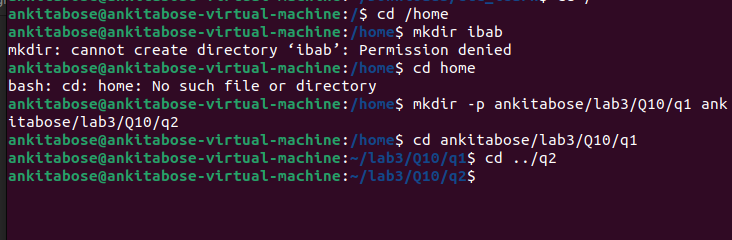 ankitabose@ankitabose-virtual-machine:/$ cd /home
ankitabose@ankitabose-virtual-machine:/home$ mkdir ibab
mkdir: cannot create directory ‘ibab’: Permission denied
ankitabose@ankitabose-virtual-machine:/home$ cd home
bash: cd: home: No such file or directory
ankitabose@ankitabose-virtual-machine:/home$ mkdir -p ankitabose/lab3/Q10/q1 ank
itabose/lab3/Q10/q2
ankitabose@ankitabose-virtual-machine:/home$ cd ankitabose/lab3/Q10/q1
ankitabose@ankitabose-virtual-machine:~/lab3/Q10/q1$ cd ../q2
ankitabose@ankitabose-virtual-machine:~/lab3/Q10/q2$